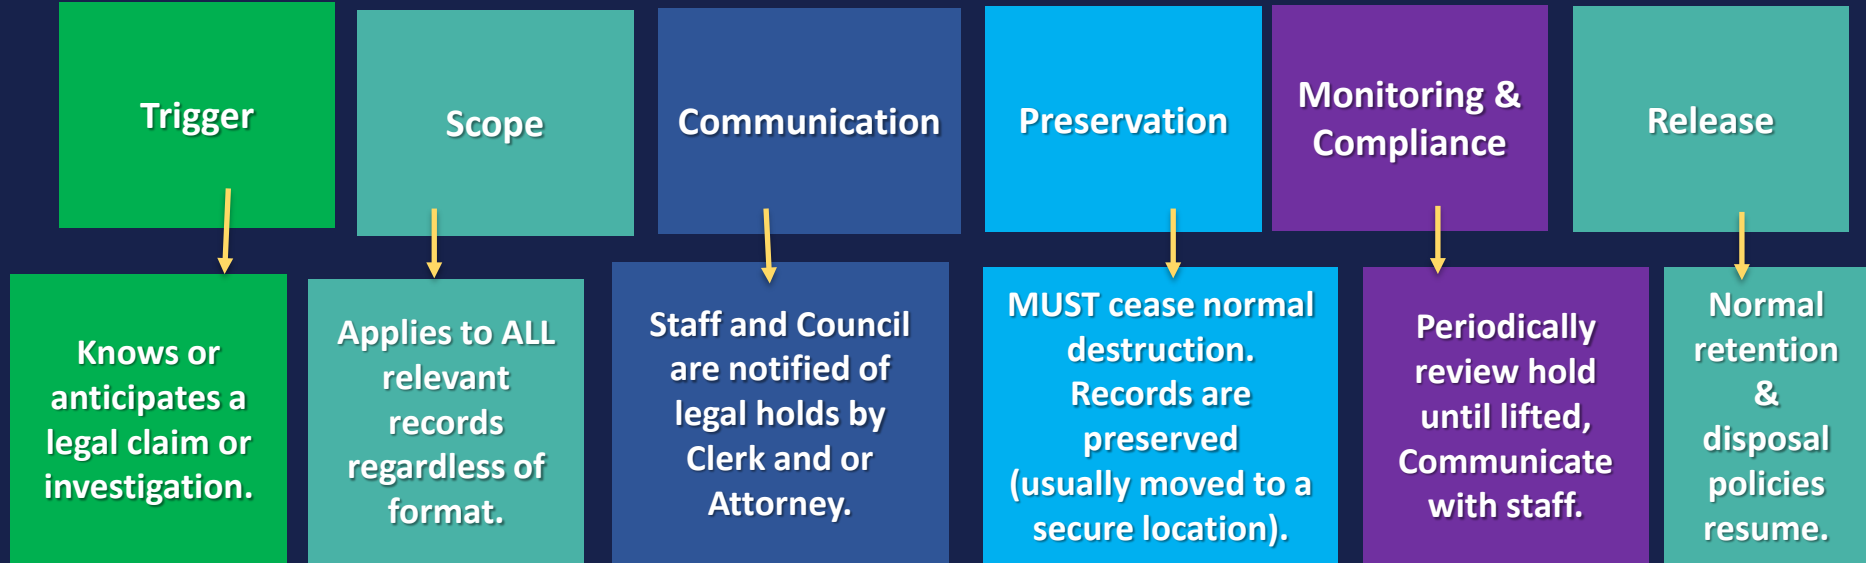 Trigger
Scope
Communication
Preservation
Monitoring &
Compliance
Release
Knows or
anticipates a
legal claim or
investigation.
Applies to ALL
relevant
records
regardless of
format.
Staff and Council
are notified of
legal holds by
Clerk and or
Attorney.
MUST cease normal
destruction.
Records are
preserved
(usually moved to a
secure location).
Periodically
review hold
until lifted,
Communicate
with staff.
Normal
retention
&
disposal
policies
resume.